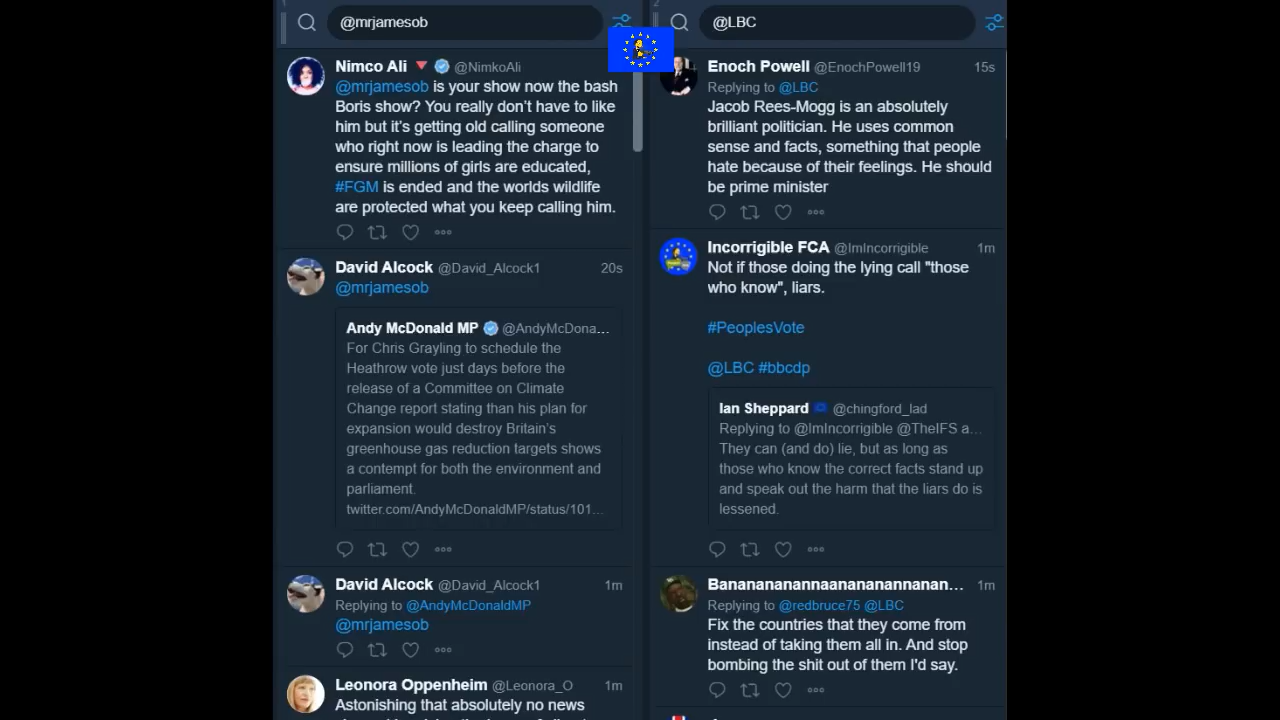 @mrjamesob
Nimco Ali @NimkoAli
@mrjamesob is your show now the bash
Boris show? You really don't have to like
him but it's getting old calling someone
who right now is leading the charge to
ensure millions of girls are educated,
#FGM is ended and the worlds wildlife
are protected what you keep calling him.
David Alcock @David_Alcock1 20s
@mrjamesob
Andy McDonald MP @AndyMcDona...
For Chris Grayling to schedule the
Heathrow vote just days before the
release of a Committee on Climate
Change report stating than his plan for
expansion would destroy Britain's
greenhouse gas reduction targets shows
a contempt for both the environment and
parliament.
twitter.com/AndyMcDonaldMP/status/101...
David Alcock @David_Alcock1 1m
Replying to @AndyMcDonaldMP
@mrjamesob
Leonora Oppenheim @Leonora_O 1m
Astonishing that absolutely no news
2
@LBC
Enoch Powell @EnochPowell19 15s
Replying to @LBC
Jacob Rees-Mogg is an absolutely
brilliant politician. He uses common
sense and facts, something that people
hate because of their feelings. He should
be prime minister
Incorrigible FCA @ImIncorrigible 1m
Not if those doing the lying call "those
who know", liars.
#PeoplesVote
@LBC #bbcdp
Ian Sheppard @chingford_lad
Replying to @ImIncorrigible @TheIFS a...
They can (and do) lie, but as long as
those who know the correct facts stand up
and speak out the harm that the liars do is
lessened.
Bananananannaanananannanan... 1m
Replying to @redbruce75 @LBC
Fix the countries that they come from
instead of taking them all in. And stop
bombing the shit out of them I'd say.